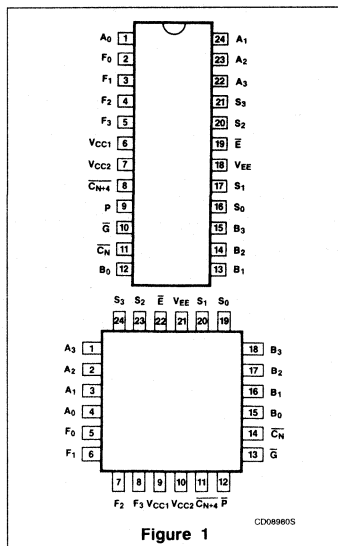 A0 1 24 A1
F0 2 23 A2
F1 3 22 A3
F2 4 21 S3
F3 5 20 S2
VCC1 6 19 E̅
VCC2 7 18 VEE
C̅N̅+̅4̅ 8 17 S1
P 9 16 S0
G̅ 10 15 B3
C̅N̅ 11 14 B2
B0 12 13 B1
S3 S2 E̅ VEE S1 S0
24 23 22 21 20 19
A3 1 18 B3
A2 2 17 B2
A1 3 16 B1
A0 4 15 B0
F0 5 14 C̅N̅
F1 6 13 G̅
7 8 9 10 11 12
F2 F3 VCC1 VCC2 C̅N̅+̅4̅ P̅
CD08980S
Figure 1